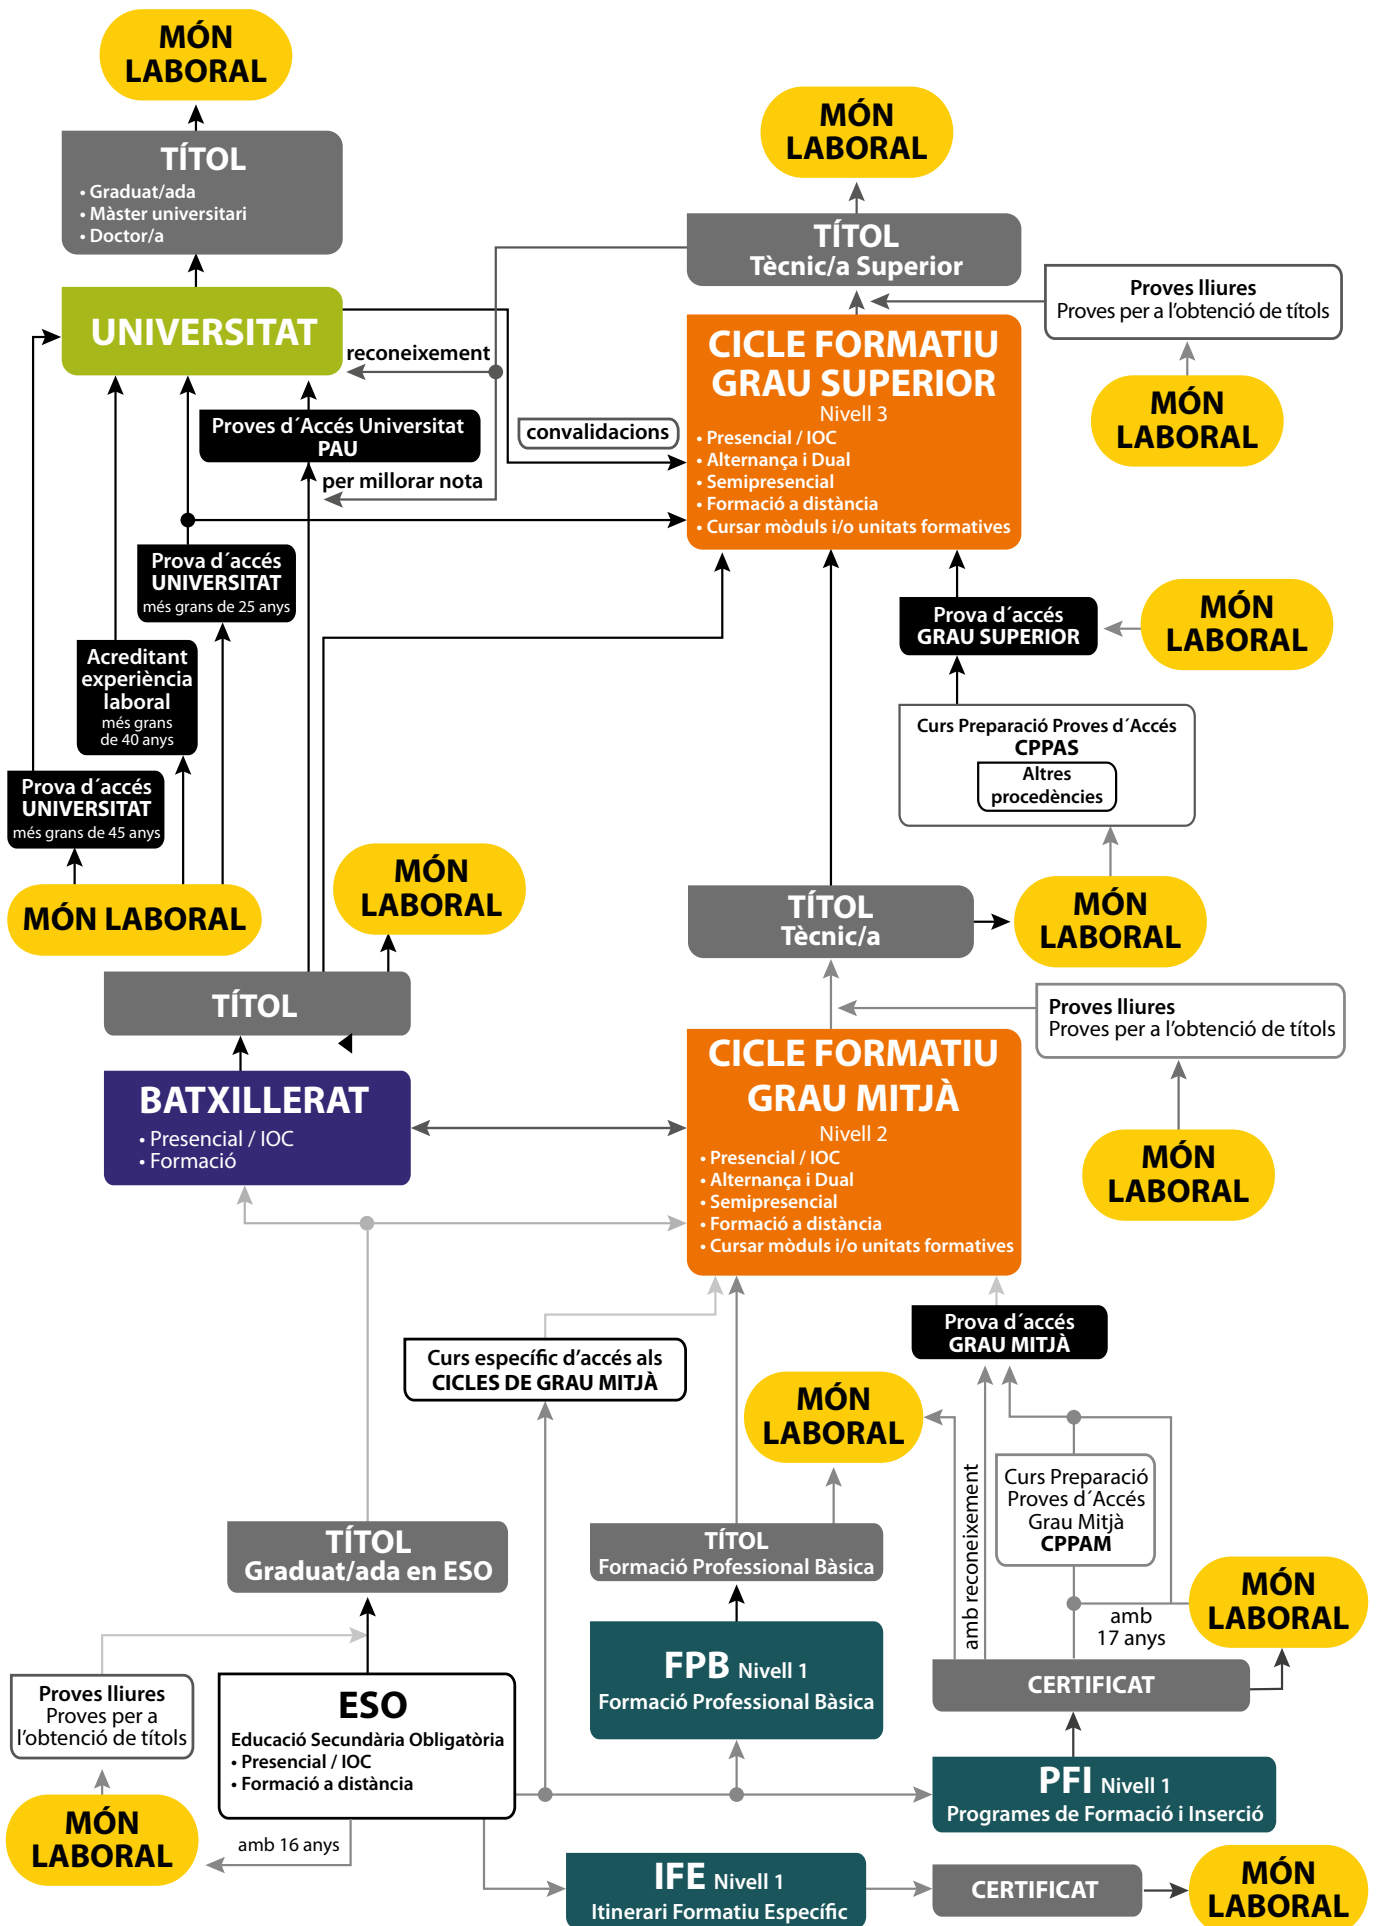 MÓN
LABORAL
TÍTOL
• Graduat/ada
• Màster universitari
• Doctor/a
UNIVERSITAT
MÓN
LABORAL
TÍTOL
Tècnic/a Superior
Proves lliures
Proves per a l'obtenció de títols
MÓN
LABORAL
CICLE FORMATIU
GRAU SUPERIOR
Nivell 3
• Presencial / IOC
• Alternança i Dual
• Semipresencial
• Formació a distància
• Cursar mòduls i/o unitats formatives
reconeixement
convalidacions
Proves d´Accés Universitat
PAU
per millorar nota
Prova d´accés
UNIVERSITAT
més grans de 25 anys
Acreditant
experiència
laboral
més grans
de 40 anys
Prova d´accés
UNIVERSITAT
més grans de 45 anys
MÓN LABORAL
MÓN
LABORAL
Prova d´accés
GRAU SUPERIOR
MÓN
LABORAL
Curs Preparació Proves d´Accés
CPPAS
Altres
procedències
TÍTOL
Tècnic/a
MÓN
LABORAL
TÍTOL
BATXILLERAT
• Presencial / IOC
• Formació
Proves lliures
Proves per a l'obtenció de títols
MÓN
LABORAL
CICLE FORMATIU
GRAU MITJÀ
Nivell 2
• Presencial / IOC
• Alternança i Dual
• Semipresencial
• Formació a distància
• Cursar mòduls i/o unitats formatives
Prova d´accés
GRAU MITJÀ
Curs específic d'accés als
CICLES DE GRAU MITJÀ
MÓN
LABORAL
amb reconeixement
Curs Preparació
Proves d´Accés
Grau Mitjà
CPPAM
TÍTOL
Graduat/ada en ESO
TÍTOL
Formació Professional Bàsica
amb
17 anys
MÓN
LABORAL
FPB Nivell 1
Formació Professional Bàsica
CERTIFICAT
Proves lliures
Proves per a
l'obtenció de títols
ESO
Educació Secundària Obligatòria
• Presencial / IOC
• Formació a distància
PFI Nivell 1
Programes de Formació i Inserció
MÓN
LABORAL
amb 16 anys
IFE Nivell 1
Itinerari Formatiu Específic
CERTIFICAT
MÓN
LABORAL